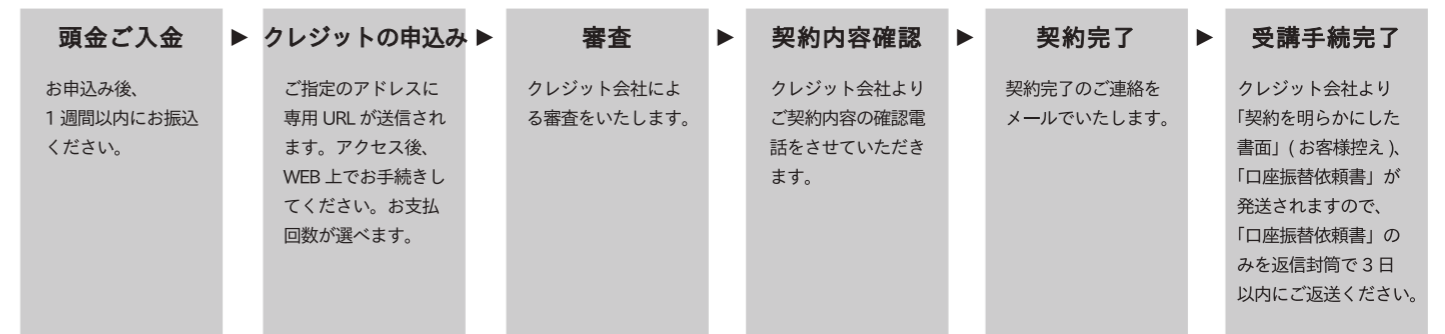 頭金ご入金
お申込み後、
1 週間以内にお振込
ください。
▶
クレジットの申込み
ご指定のアドレスに
専用 URL が送信され
ます。アクセス後、
WEB 上でお手続きし
てください。お支払
回数が選べます。
▶
審査
クレジット会社によ
る審査をいたします。
▶
契約内容確認
クレジット会社より
ご契約内容の確認電
話をさせていただき
ます。
▶
契約完了
契約完了のご連絡を
メールでいたします。
▶
受講手続完了
クレジット会社より
「契約を明らかにした
書面」( お客様控え )、
「口座振替依頼書」が
発送されますので、
「口座振替依頼書」の
みを返信封筒で 3 日
以内にご返送ください。